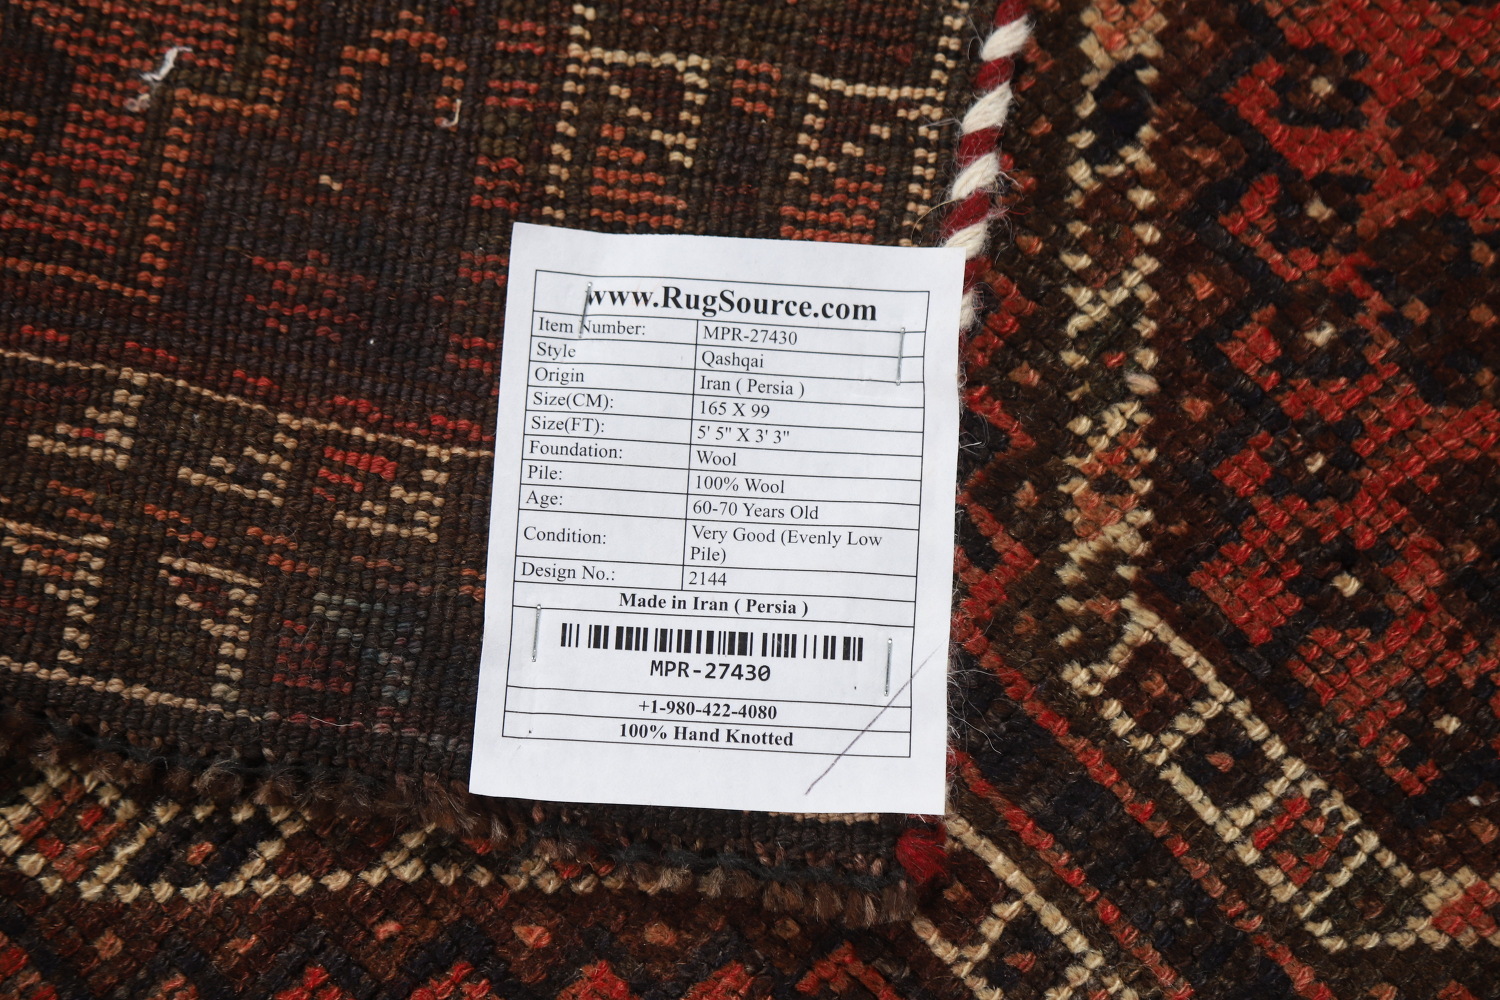 www.RugSource.com
Item Number: MPR-27430
Style Qashqai
Origin Iran ( Persia )
Size(CM): 165 X 99
Size(FT): 5' 5" X 3' 3"
Foundation: Wool
Pile: 100% Wool
Age: 60-70 Years Old
Condition: Very Good (Evenly Low
Pile)
Design No.: 2144
Made in Iran ( Persia )
MPR-27430
+1-980-422-4080
100% Hand Knotted